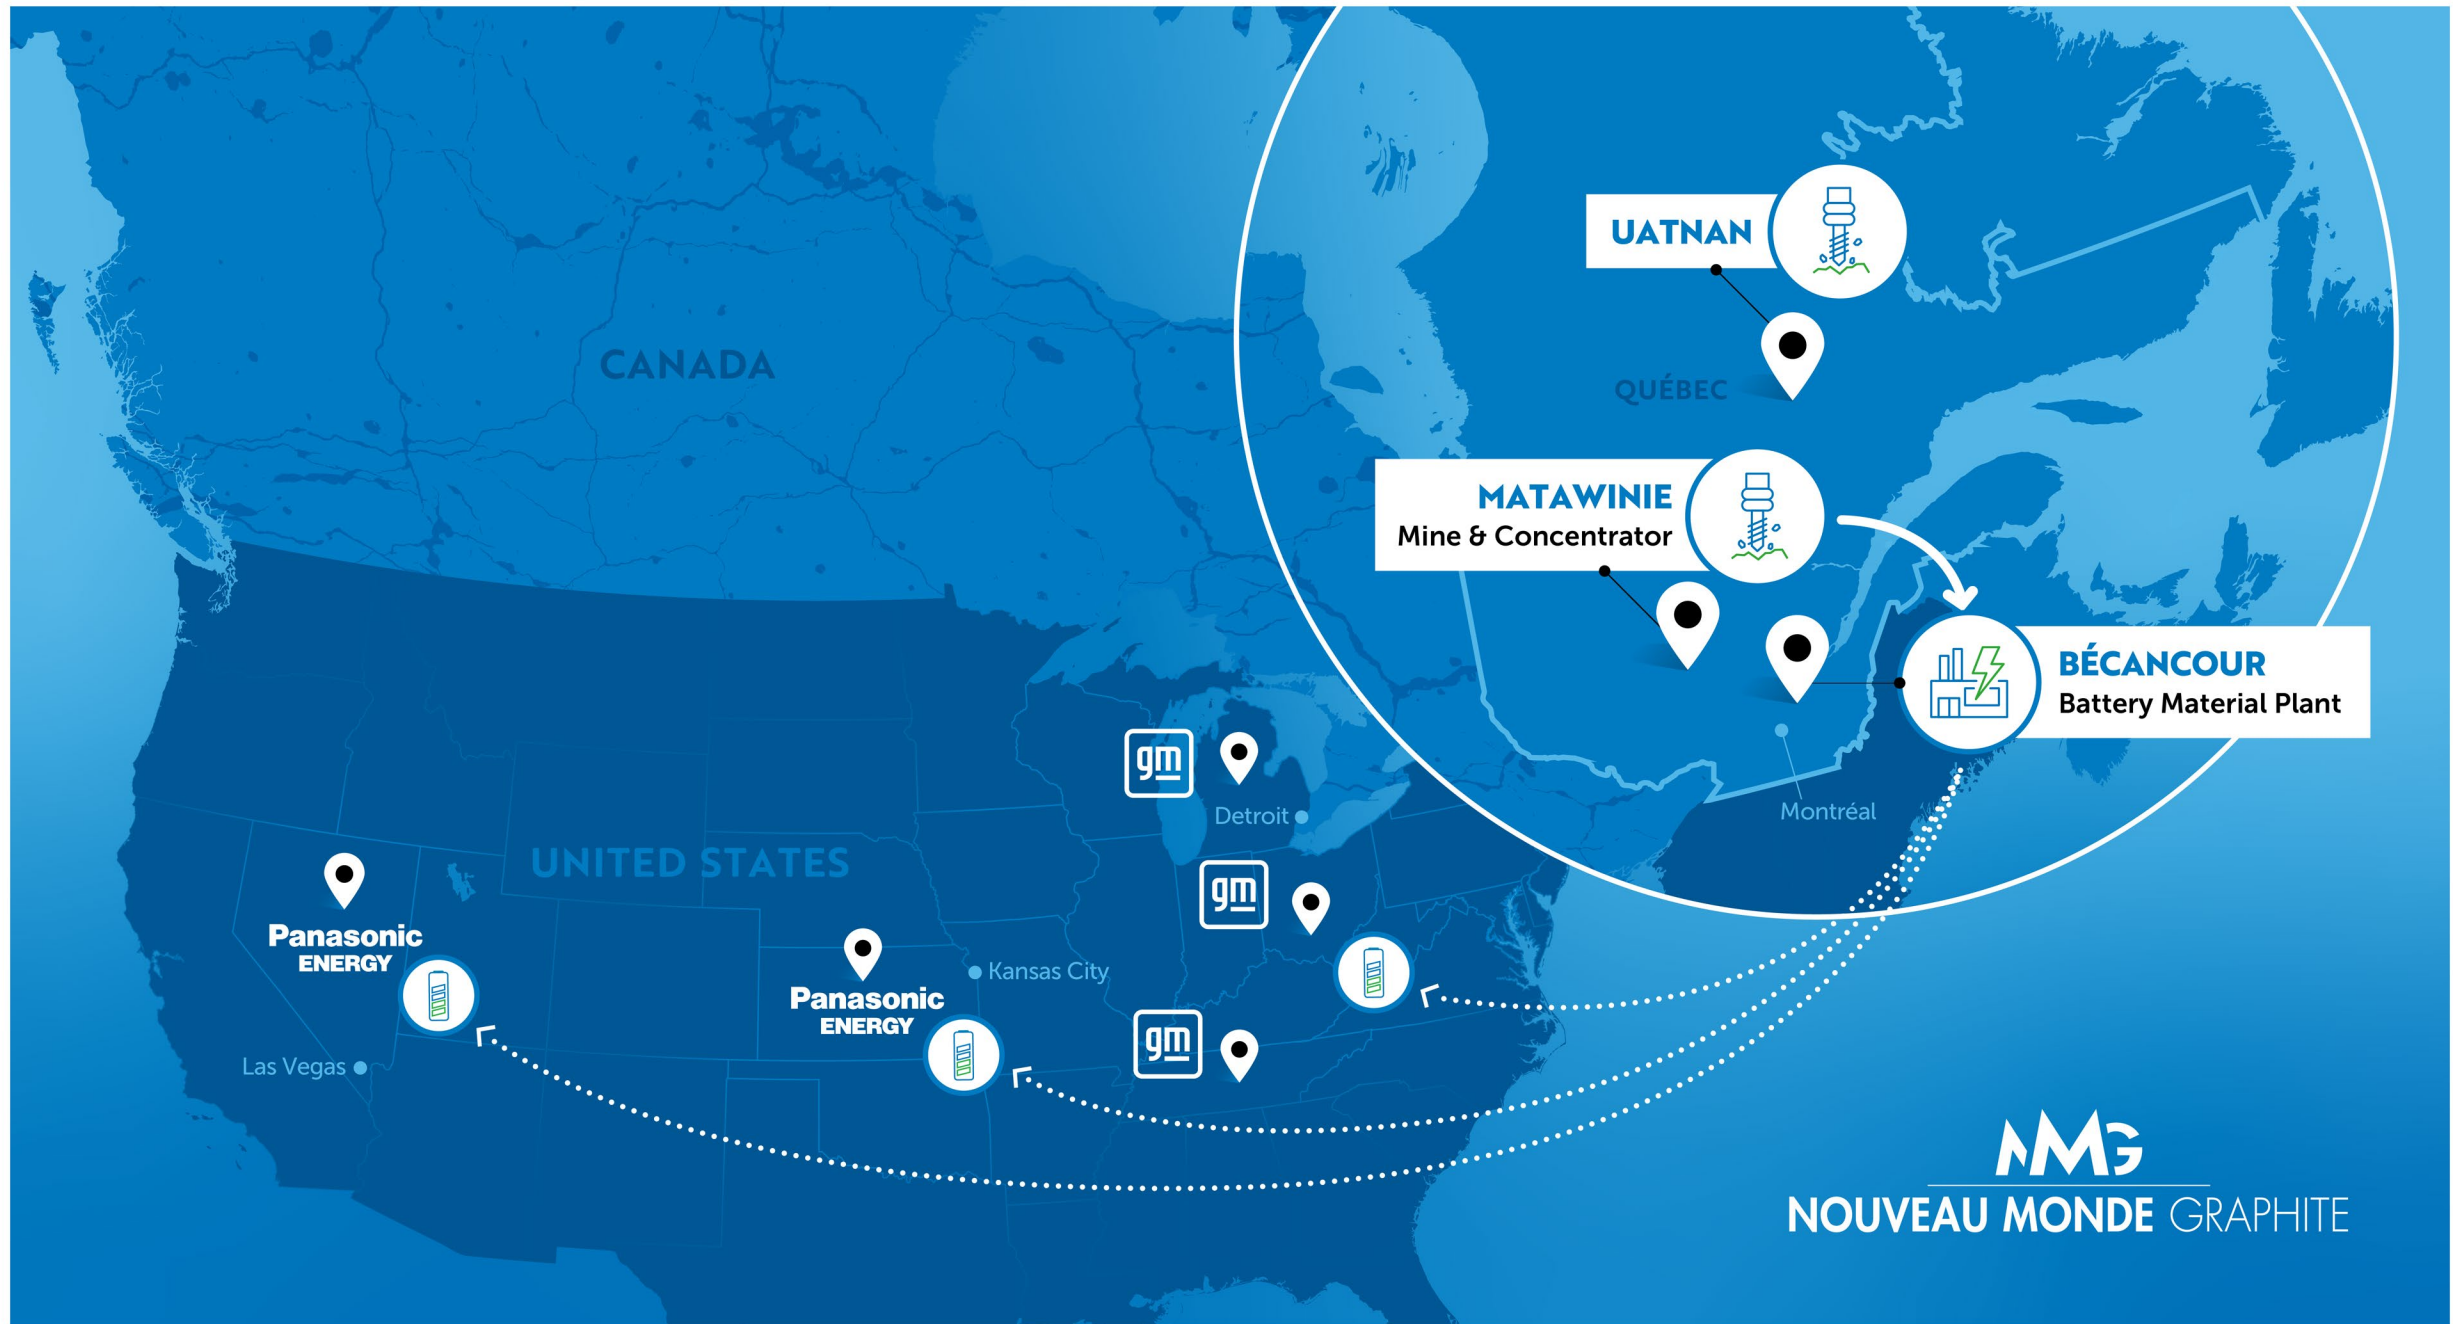 UATNAN
CANADA
QUÉBEC
MATAWINIE
Mine & Concentrator
BÉCANCOUR
Battery Material Plant
gm
Detroit
Montréal
UNITED STATES
gm
Panasonic
ENERGY
Kansas City
Panasonic
ENERGY
gm
Las Vegas
NMG
NOUVEAU MONDE GRAPHITE